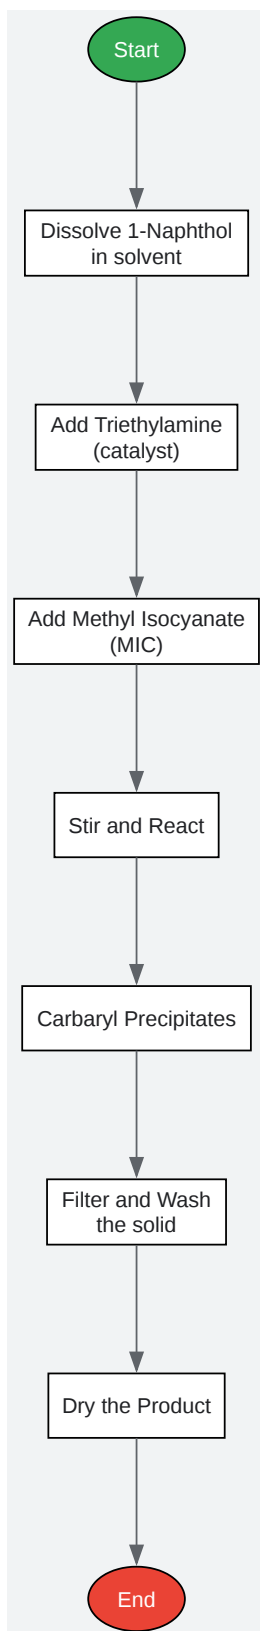 Start
Dissolve 1-Naphthol
in solvent
Add Triethylamine
(catalyst)
Add Methyl Isocyanate
(MIC)
Stir and React
Carbaryl Precipitates
Filter and Wash
the solid
Dry the Product
End